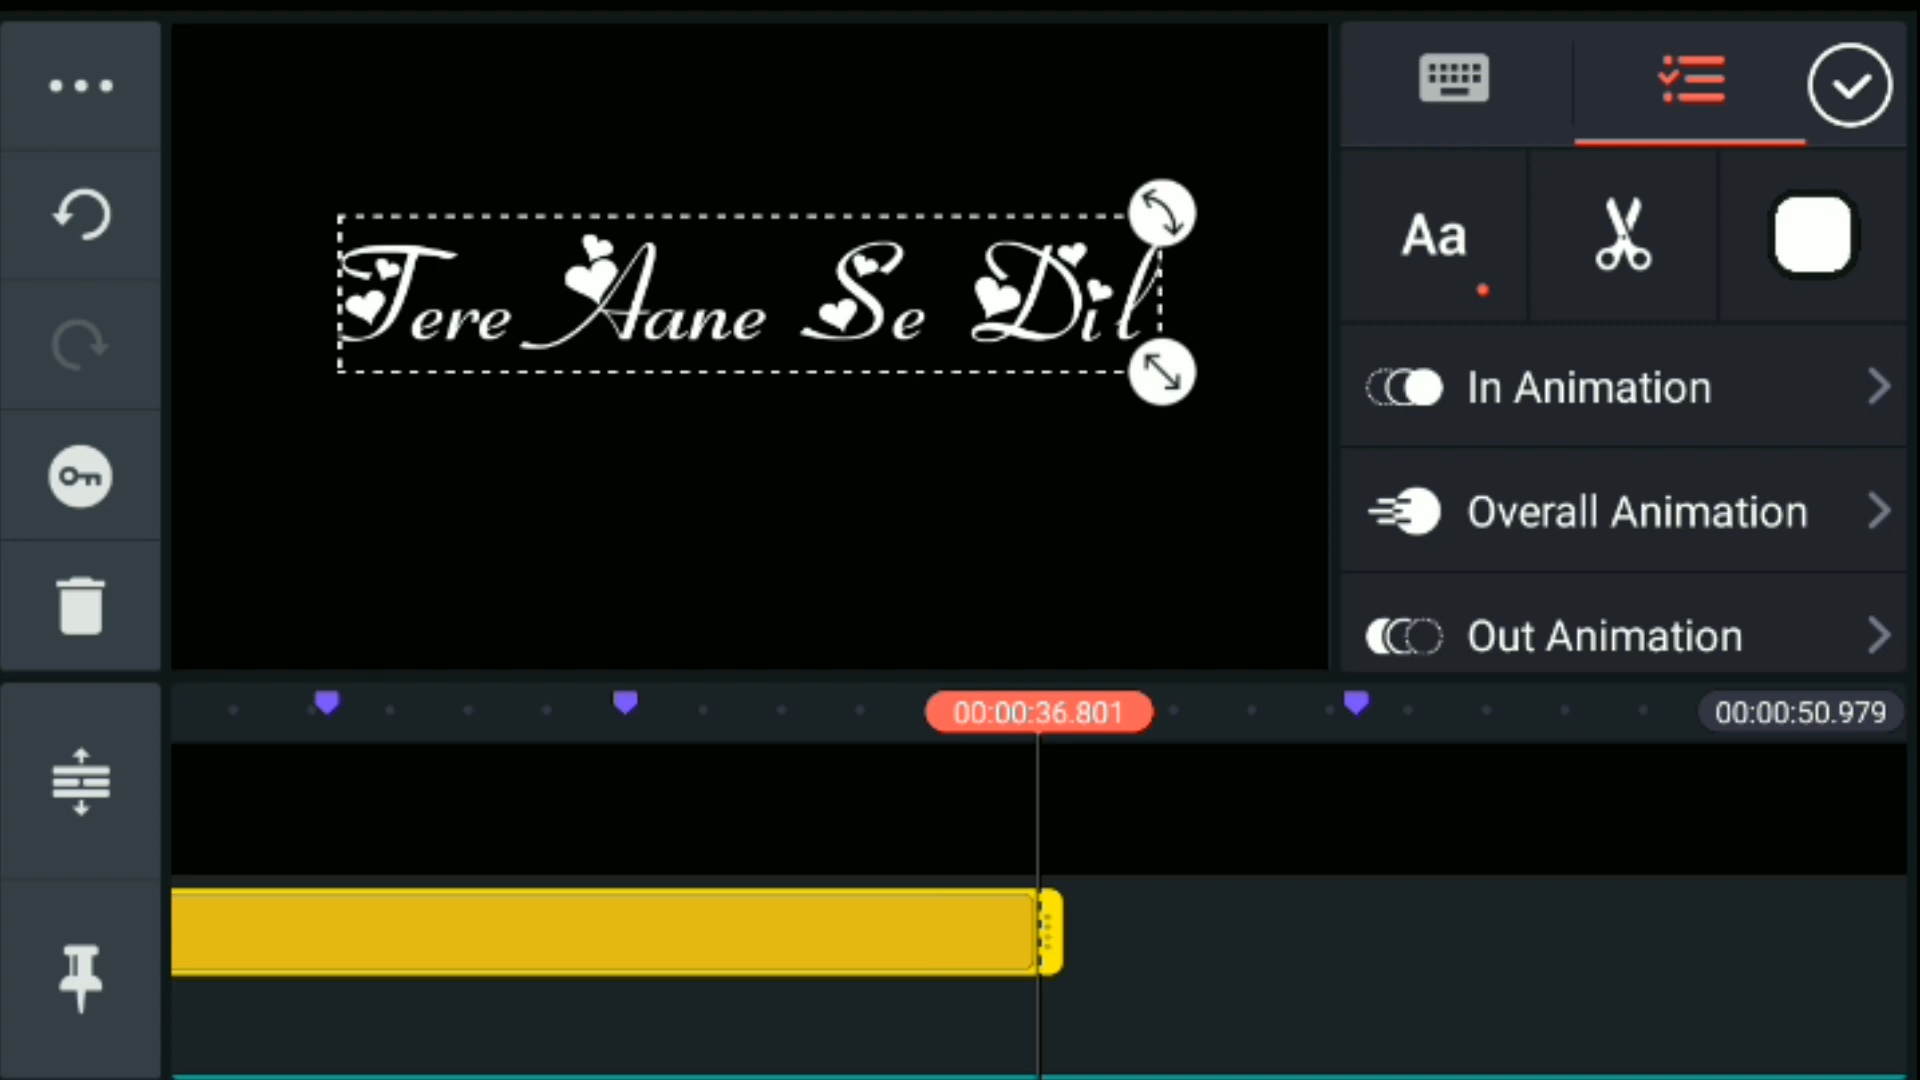 Tere Aane Se Dil
Aa
In Animation
Overall Animation
Out Animation
00:00:36.801
00:00:50.979